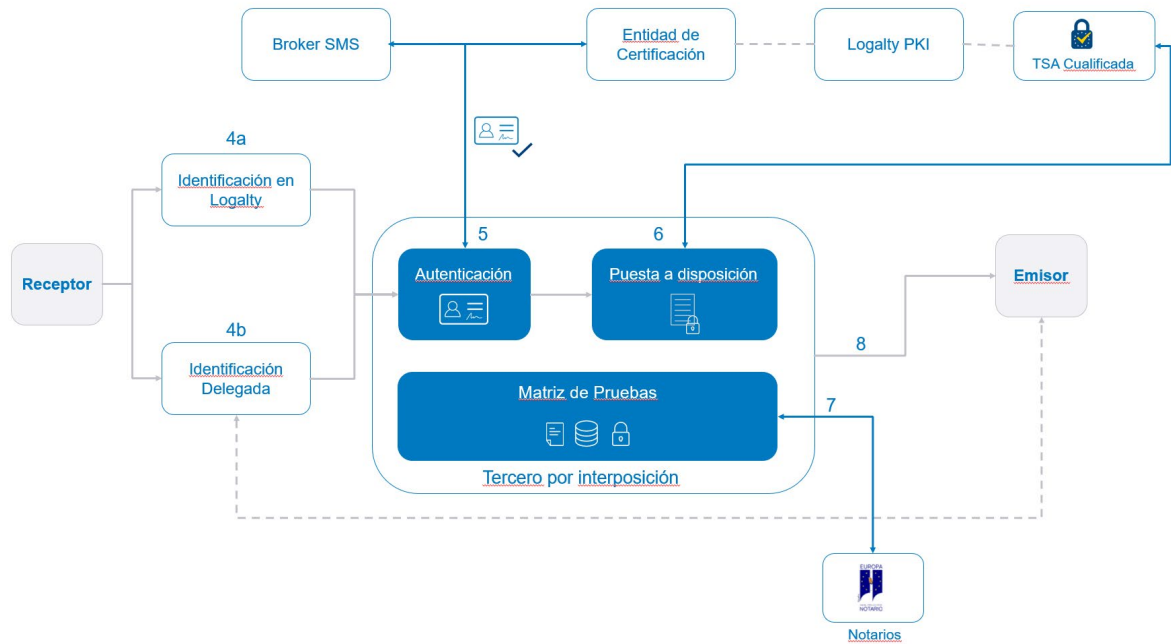 Broker SMS
Entidad de
Certificación
Logalty PKI
TSA Cualificada
4a
Identificación en
Logalty
Receptor
4b
Identificación
Delegada
5
Autenticación
6
Puesta a disposición
Matriz de Pruebas
Tercero por interposición
7
8
Emisor
EUROPA
NOTARIO
Notarios